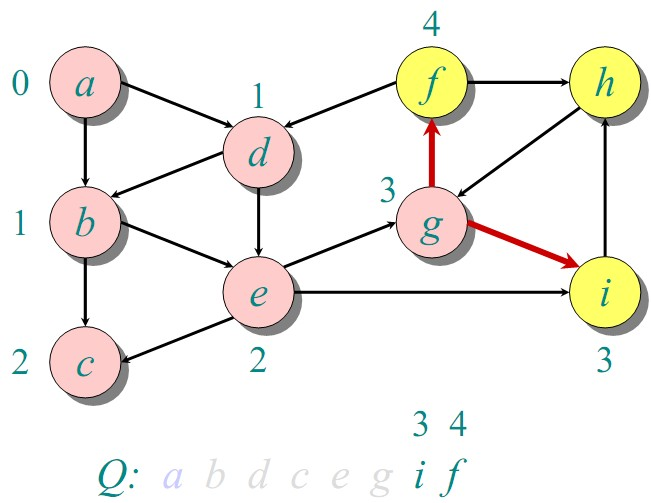 4
0 a f h
1
d
3
1 b g
e i
2 c 2 3
3 4
Q: a b d c e g i f